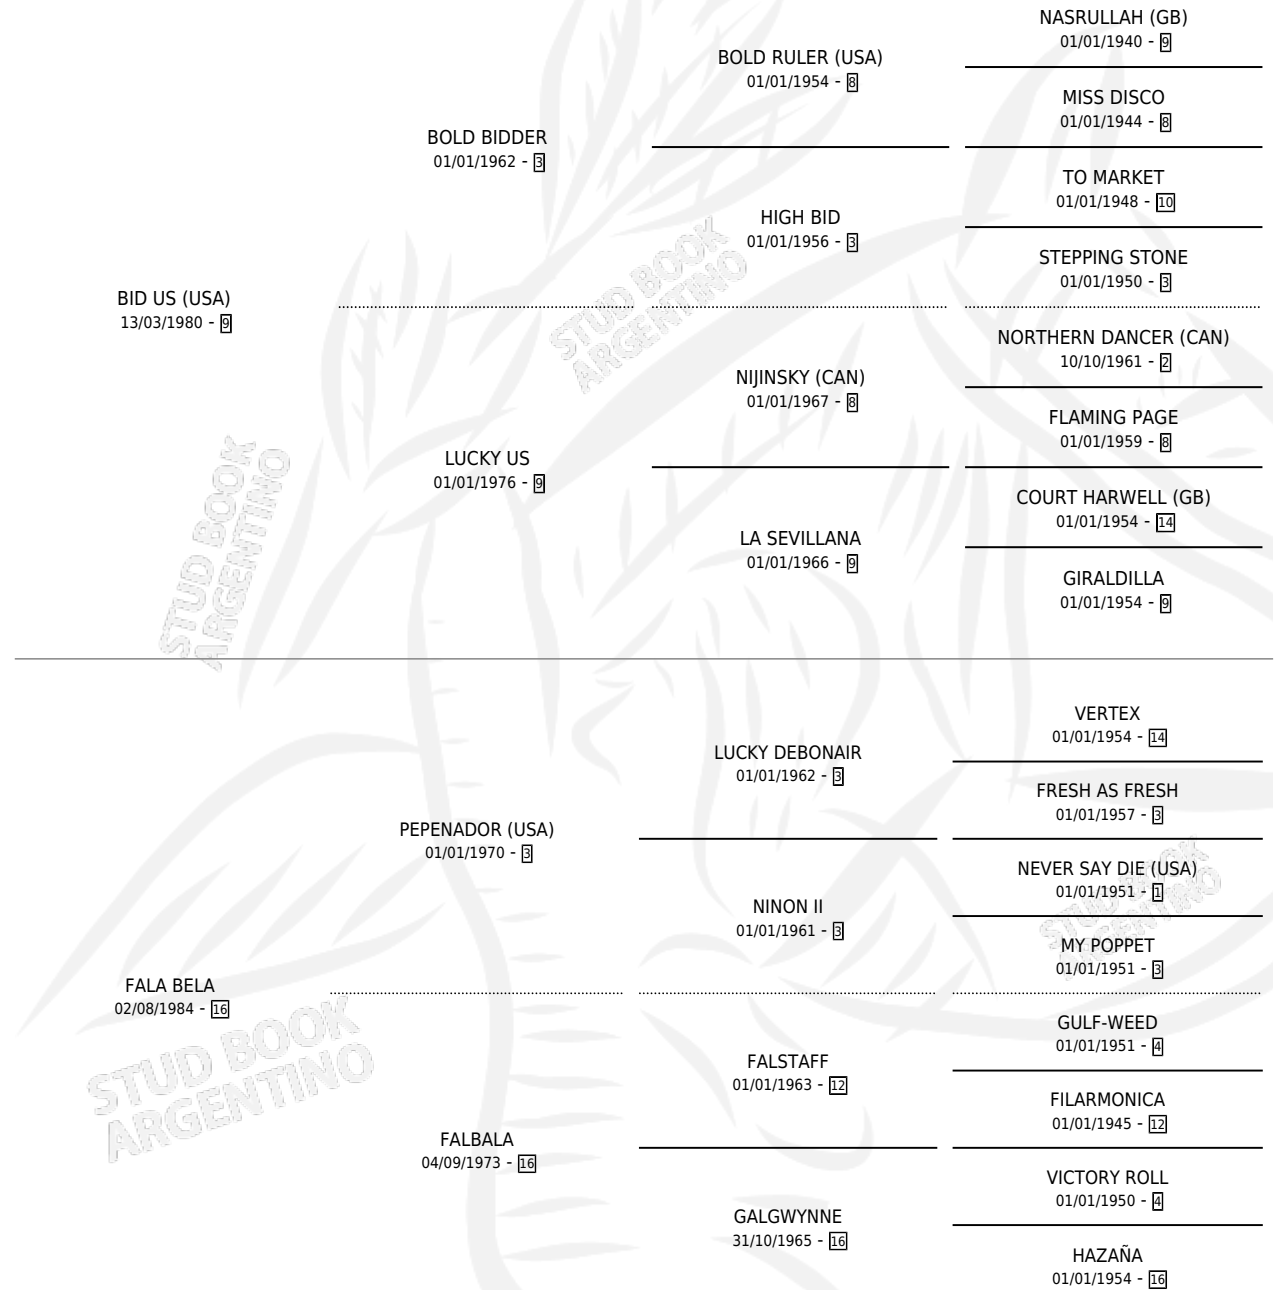 NASRULLAH (GB)
01/01/1940 - 9
BOLD RULER (USA)
01/01/1954 - 8
MISS DISCO
01/01/1944 - 8
BOLD BIDDER
01/01/1962 - 3
TO MARKET
01/01/1948 - 10
HIGH BID
01/01/1956 - 3
STEPPING STONE
01/01/1950 - 3
BID US (USA)
13/03/1980 - 9
STUD BOOK
ARGENTINO
NORTHERN DANCER (CAN)
10/10/1961 - 2
NIJINSKY (CAN)
01/01/1967 - 8
FLAMING PAGE
01/01/1959 - 8
LUCKY US
01/01/1976 - 9
COURT HARWELL (GB)
01/01/1954 - 14
LA SEVILLANA
01/01/1966 - 9
GIRALDILLA
01/01/1954 - 9
STUD BOOK
ARGENTINO
VERTEX
01/01/1954 - 14
LUCKY DEBONAIR
01/01/1962 - 3
FRESH AS FRESH
01/01/1957 - 3
PEPENADOR (USA)
01/01/1970 - 3
NEVER SAY DIE (USA)
01/01/1951 - 1
NINON II
01/01/1961 - 3
MY POPPET
01/01/1951 - 3
STUD BOOK
ARGENTINO
FALA BELA
02/08/1984 - 16
STUD BOOK
ARGENTINO
GULF-WEED
01/01/1951 - 4
FALSTAFF
01/01/1963 - 12
FILARMONICA
01/01/1945 - 12
FALBALA
04/09/1973 - 16
VICTORY ROLL
01/01/1950 - 4
GALGWYNNE
31/10/1965 - 16
HAZAÑA
01/01/1954 - 16